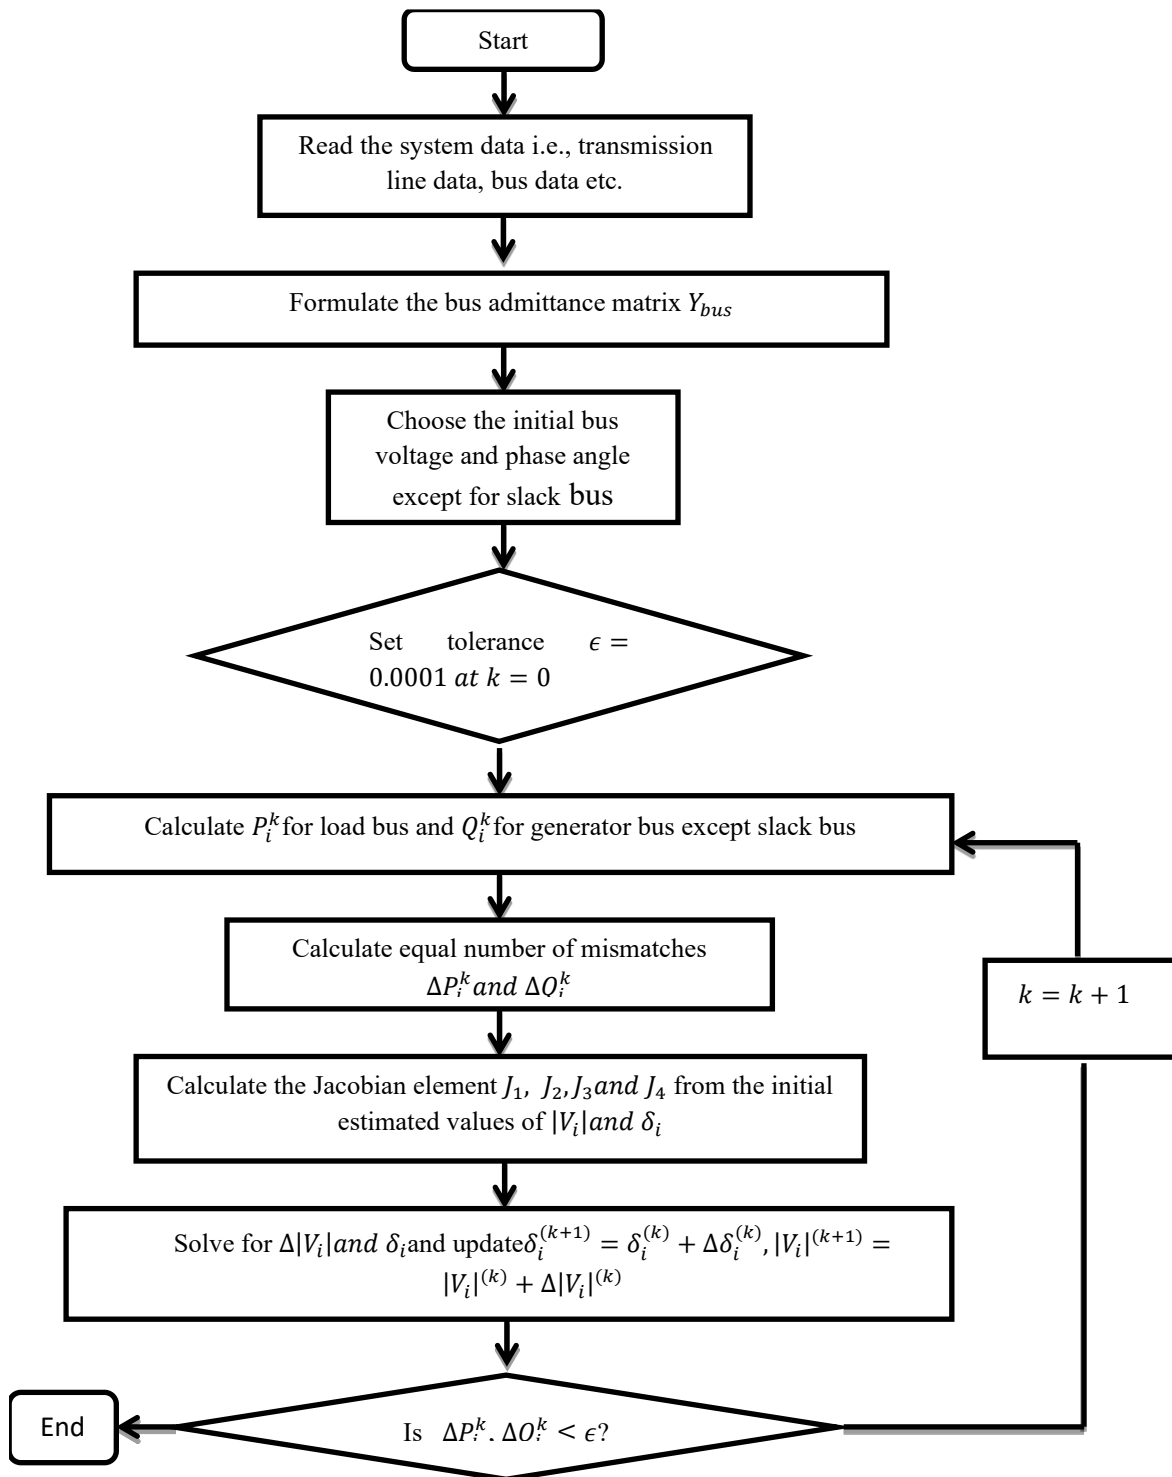 Start
Read the system data i.e., transmission
line data, bus data etc.
Formulate the bus admittance matrix 𝑌_{𝑏𝑢𝑠}
Choose the initial bus
voltage and phase angle
except for slack bus
Set tolerance 𝜖 =
0.0001 𝑎𝑡 𝑘 = 0
Calculate 𝑃_𝑖^𝑘 for load bus and 𝑄_𝑖^𝑘 for generator bus except slack bus
Calculate equal number of mismatches
Δ𝑃_𝑖^𝑘 𝑎𝑛𝑑 Δ𝑄_𝑖^𝑘
𝑘 = 𝑘 + 1
Calculate the Jacobian element 𝐽_1, 𝐽_2, 𝐽_3 𝑎𝑛𝑑 𝐽_4 from the initial
estimated values of |𝑉_𝑖| 𝑎𝑛𝑑 𝛿_𝑖
Solve for Δ|𝑉_𝑖| 𝑎𝑛𝑑 𝛿_𝑖 and update 𝛿_𝑖^{(𝑘+1)} = 𝛿_𝑖^{(𝑘)} + Δ𝛿_𝑖^{(𝑘)}, |𝑉_𝑖|^{(𝑘+1)} =
|𝑉_𝑖|^{(𝑘)} + Δ|𝑉_𝑖|^{(𝑘)}
End
Is Δ𝑃_𝑖^𝑘, Δ𝑄_𝑖^𝑘 < 𝜖?